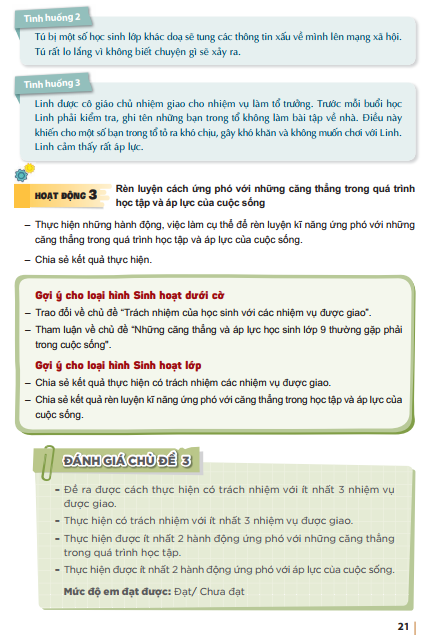 Tình huống 2
Tú bị một số học sinh lớp khác doạ sẽ tung các thông tin xấu về mình lên mạng xã hội.
Tú rất lo lắng vì không biết chuyện gì sẽ xảy ra.
Tình huống 3
Linh được cô giáo chủ nhiệm giao cho nhiệm vụ làm tổ trưởng. Trước mỗi buổi học
Linh phải kiểm tra, ghi tên những bạn trong tổ không làm bài tập về nhà. Điều này
khiến cho một số bạn trong tổ tỏ ra khó chịu, gây khó khăn và không muốn chơi với Linh.
Linh cảm thấy rất áp lực.
HOẠT ĐỘNG 3
Rèn luyện cách ứng phó với những căng thẳng trong quá trình
học tập và áp lực của cuộc sống
– Thực hiện những hành động, việc làm cụ thể để rèn luyện kĩ năng ứng phó với những
căng thẳng trong quá trình học tập và áp lực của cuộc sống.
– Chia sẻ kết quả thực hiện.
Gợi ý cho loại hình Sinh hoạt dưới cờ
– Trao đổi về chủ đề "Trách nhiệm của học sinh với các nhiệm vụ được giao".
– Tham luận về chủ đề "Những căng thẳng và áp lực học sinh lớp 9 thường gặp phải
trong cuộc sống".
Gợi ý cho loại hình Sinh hoạt lớp
– Chia sẻ kết quả thực hiện có trách nhiệm các nhiệm vụ được giao.
– Chia sẻ kết quả rèn luyện kĩ năng ứng phó với căng thẳng trong học tập và áp lực của
cuộc sống.
ĐÁNH GIÁ CHỦ ĐỀ 3
– Đề ra được cách thực hiện có trách nhiệm với ít nhất 3 nhiệm vụ
được giao.
– Thực hiện có trách nhiệm với ít nhất 3 nhiệm vụ được giao.
– Thực hiện được ít nhất 2 hành động ứng phó với những căng thẳng
trong quá trình học tập.
– Thực hiện được ít nhất 2 hành động ứng phó với áp lực của cuộc sống.
Mức độ em đạt được: Đạt/ Chưa đạt
21